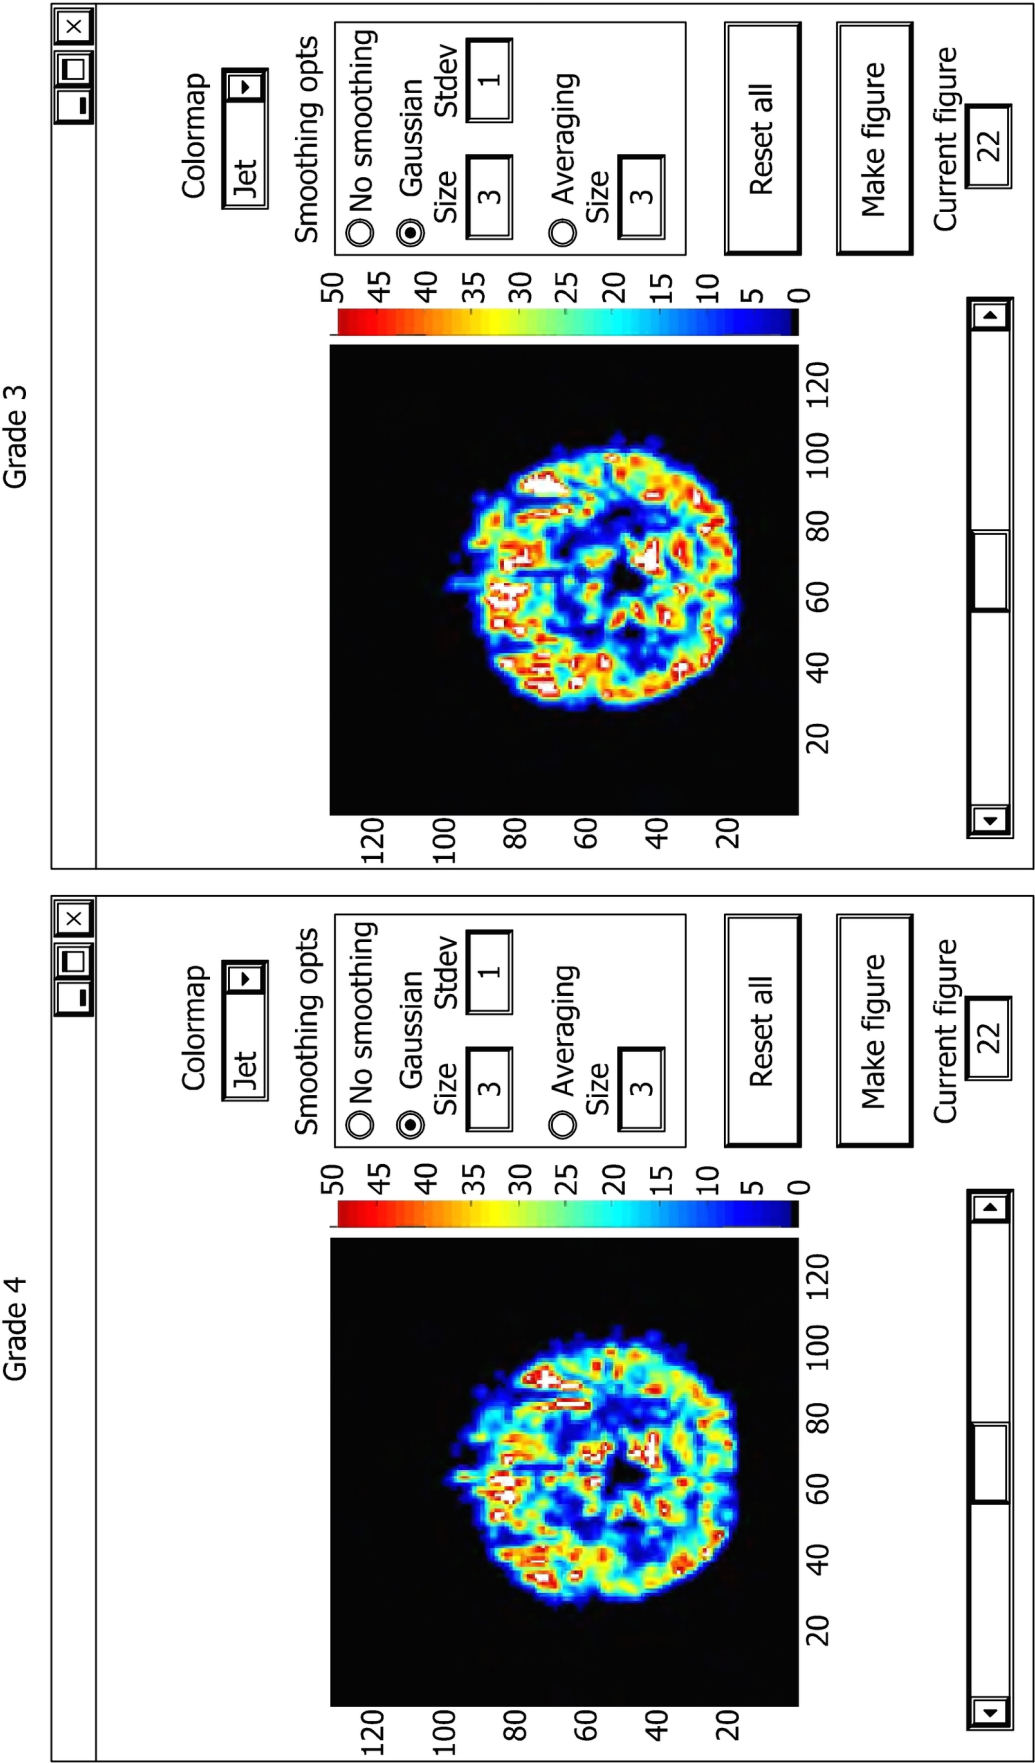 Grade 4
×
Colormap
Jet
Smoothing opts
No smoothing
Gaussian
Size Stdev
3 1
Averaging
Size
3
Reset all
Make figure
Current figure
22
50
45
40
35
30
25
20
15
10
5
0
120
100
80
60
40
20
20 40 60 80 100 120
Grade 3
×
Colormap
Jet
Smoothing opts
No smoothing
Gaussian
Size Stdev
3 1
Averaging
Size
3
Reset all
Make figure
Current figure
22
50
45
40
35
30
25
20
15
10
5
0
120
100
80
60
40
20
20 40 60 80 100 120